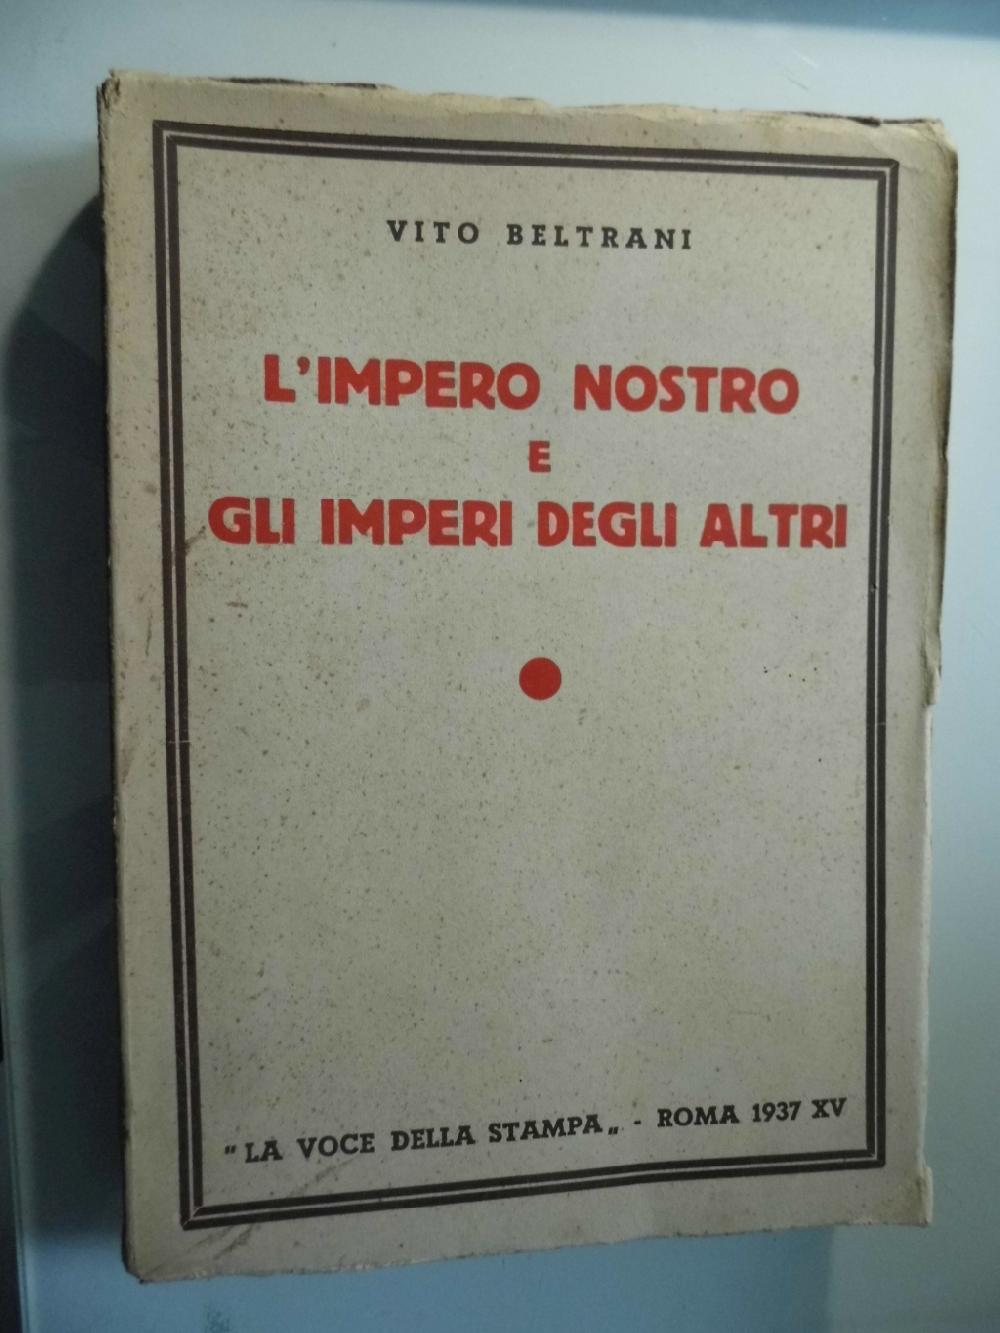 VITO BELTRANI
L'IMPERO NOSTRO
E
GLI IMPERI DEGLI ALTRI
"LA VOCE DELLA STAMPA„ - ROMA 1937 XV